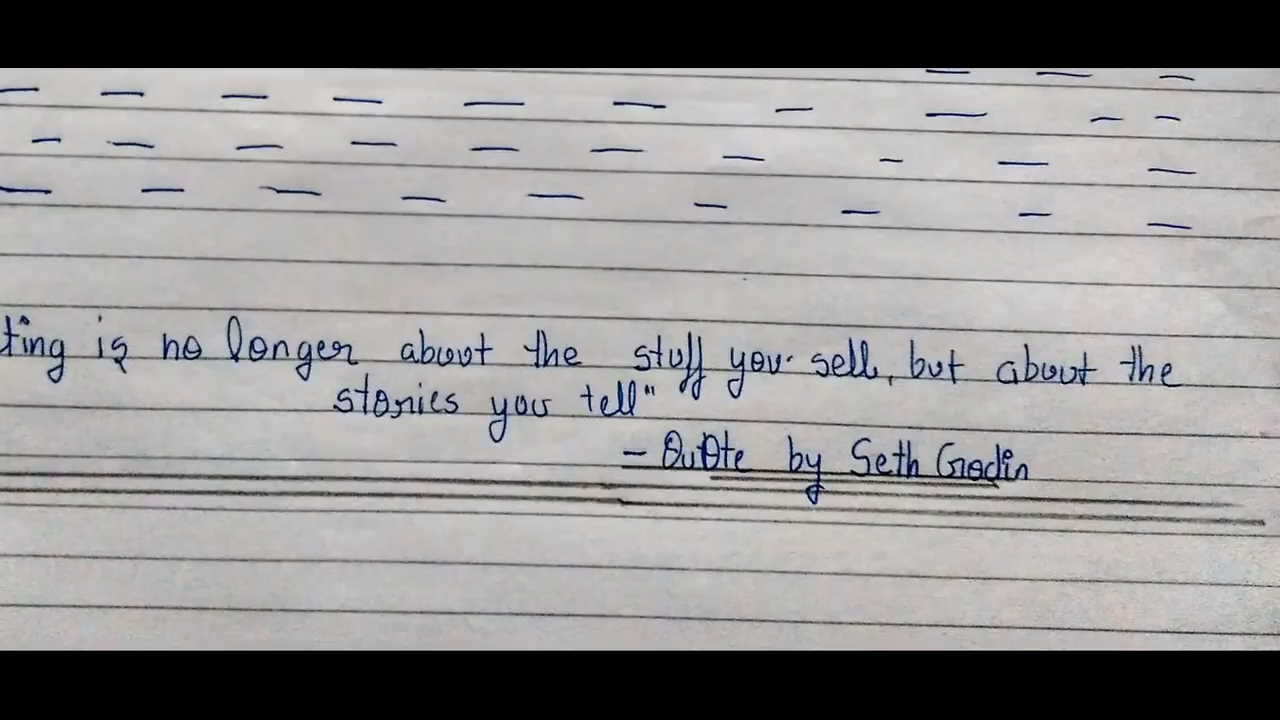 ting is no longer about the stuff you sell, but about the
stories you tell"
- Quote by Seth Godin